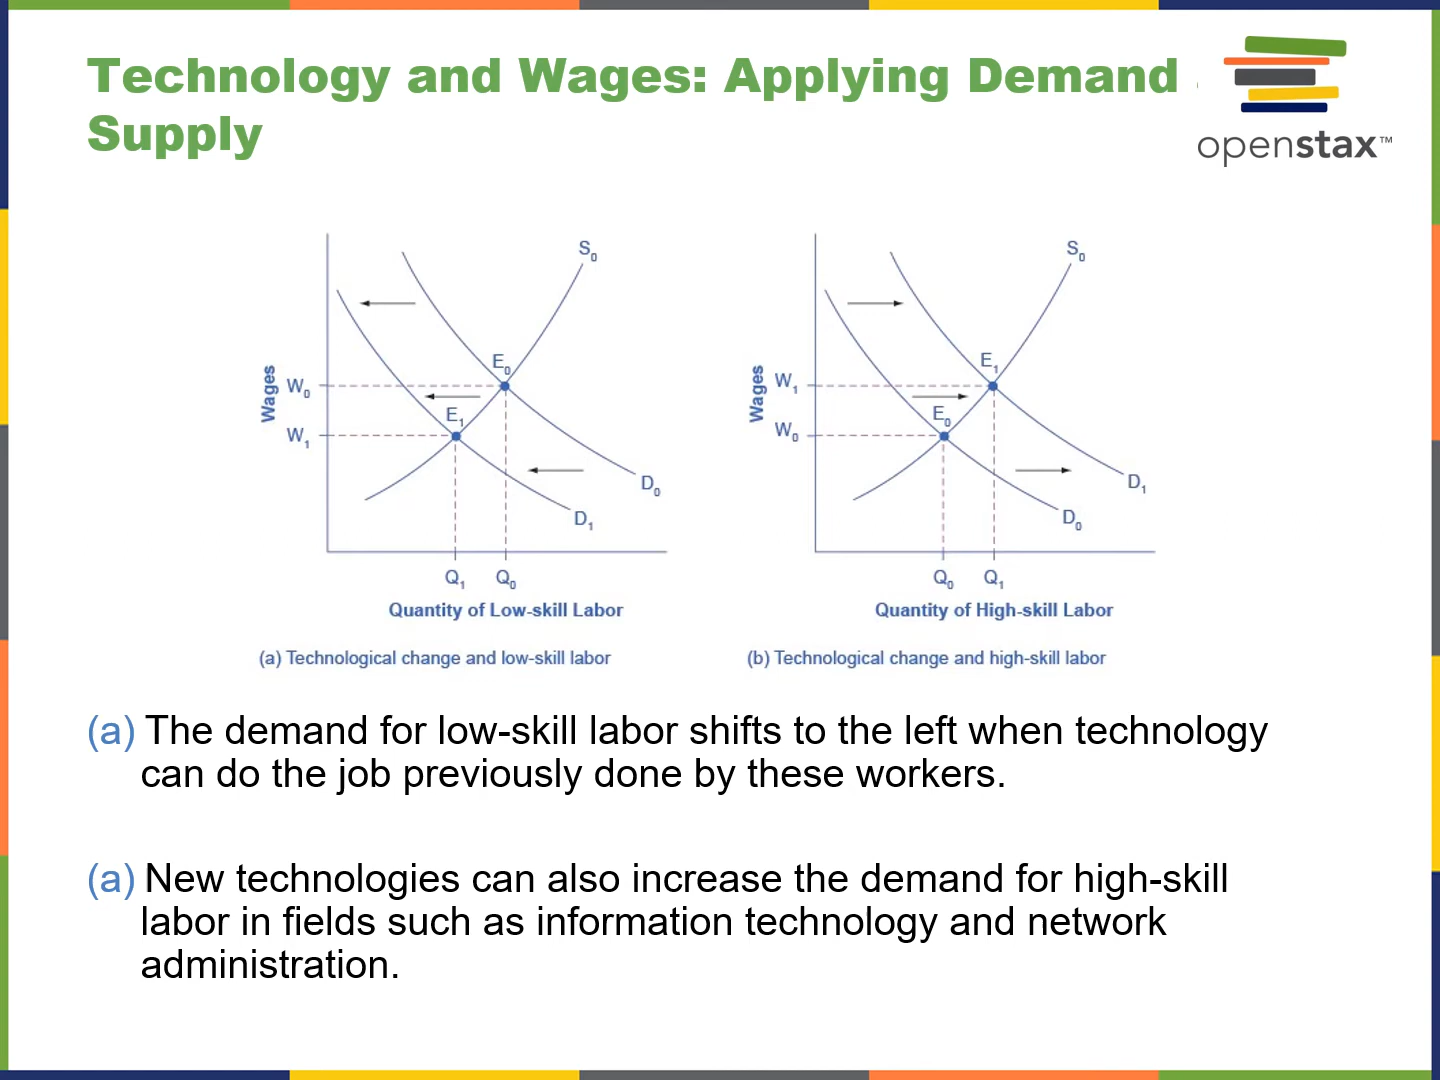 Technology and Wages: Applying Demand
Supply
openstax™
S0
E0
Wages
W0
E1
W1
D0
D1
Q1 Q0
Quantity of Low-skill Labor
(a) Technological change and low-skill labor
S0
E1
Wages
W1
E0
W0
D1
D0
Q0 Q1
Quantity of High-skill Labor
(b) Technological change and high-skill labor
(a) The demand for low-skill labor shifts to the left when technology
can do the job previously done by these workers.
(a) New technologies can also increase the demand for high-skill
labor in fields such as information technology and network
administration.